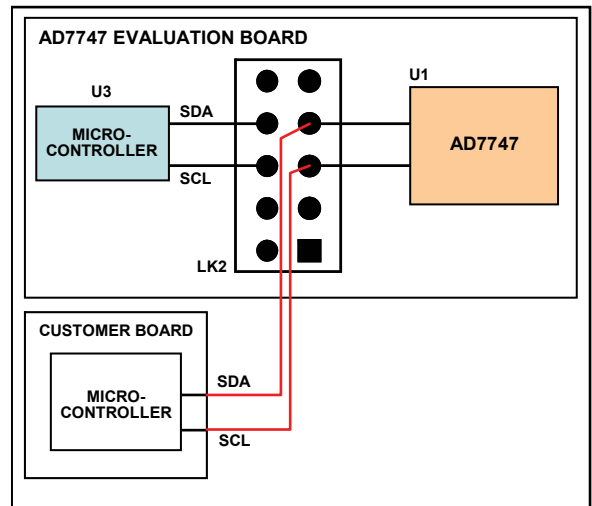 AD7747 EVALUATION BOARD
U3
U1
SDA
MICRO-
CONTROLLER
AD7747
SCL
LK2
CUSTOMER BOARD
MICRO-
CONTROLLER
SDA
SCL